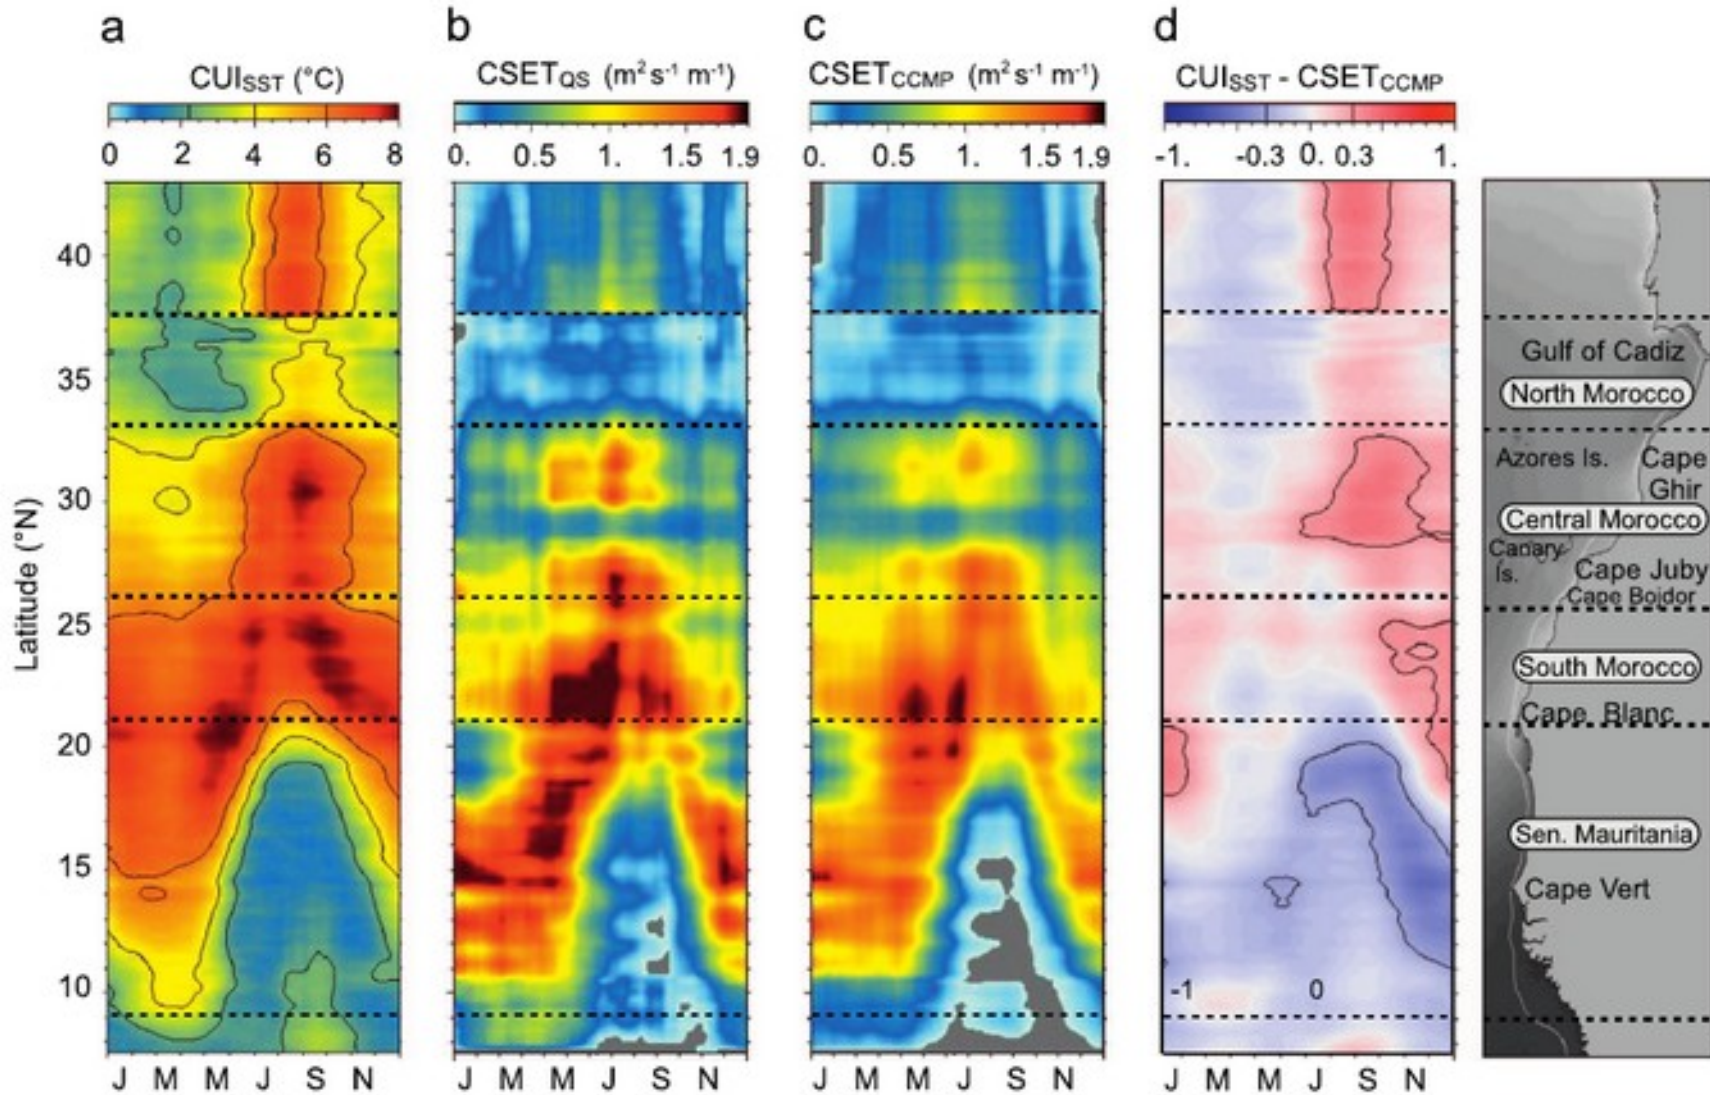 a
b
c
d
CUISST (°C)
CSETQS (m² s⁻¹ m⁻¹)
CSETCCMP (m² s⁻¹ m⁻¹)
CUISST - CSETCCMP
0 2 4 6 8
0. 0.5 1. 1.5 1.9
0. 0.5 1. 1.5 1.9
-1. -0.3 0. 0.3 1.
Latitude (°N)
40
35
30
25
20
15
10
Gulf of Cadiz
North Morocco
Azores Is.
Cape
Ghir
Central Morocco
Canary
Is.
Cape Juby
Cape Bojdor
South Morocco
Cape Blanc
Sen. Mauritania
Cape Vert
-1 0
J M M J S N
J M M J S N
J M M J S N
J M M J S N